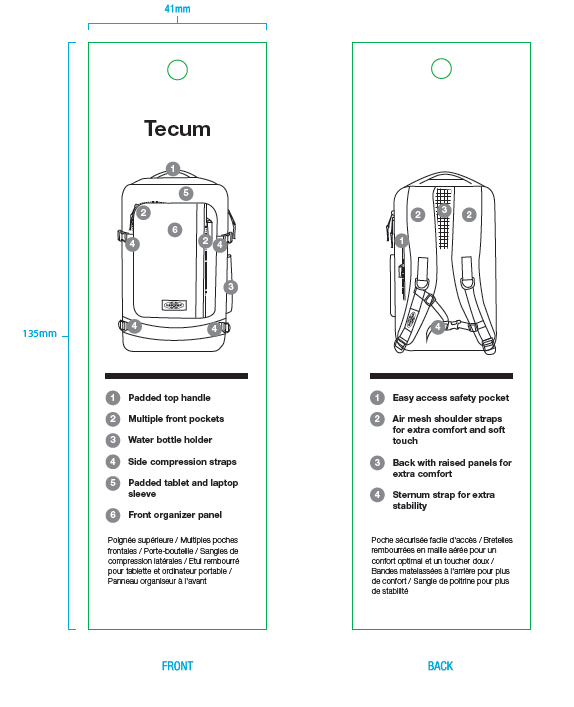 41mm
135mm
Tecum
1
5
2
6
2
4
4
3
4
4
1 Padded top handle
2 Multiple front pockets
3 Water bottle holder
4 Side compression straps
5 Padded tablet and laptop
sleeve
6 Front organizer panel
Poignée supérieure / Multiples poches
frontales / Porte-bouteille / Sangles de
compression latérales / Etui rembourré
pour tablette et ordinateur portable /
Panneau organiseur à l'avant
FRONT
2
3
2
1
4
1 Easy access safety pocket
2 Air mesh shoulder straps
for extra comfort and soft
touch
3 Back with raised panels for
extra comfort
4 Sternum strap for extra
stability
Poche sécurisée facile d'accès / Bretelles
rembourrées en maille aérée pour un
confort optimal et un toucher doux /
Bandes matelassées à l'arrière pour plus
de confort / Sangle de poitrine pour plus
de stabilité
BACK